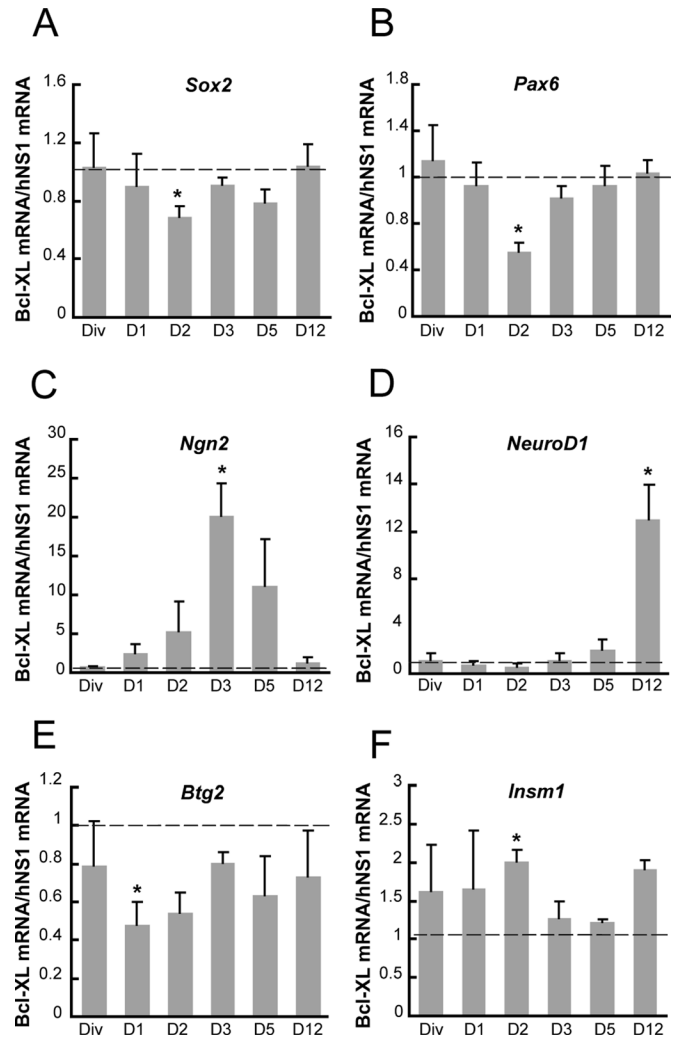 A
Sox2
Bcl-XL mRNA/hNS1 mRNA
1.6
1.2
0.8
0.4
0
*
Div D1 D2 D3 D5 D12
B
Pax6
Bcl-XL mRNA/hNS1 mRNA
1.8
1.4
1
0.8
0.4
0
*
Div D1 D2 D3 D5 D12
C
Ngn2
Bcl-XL mRNA/hNS1 mRNA
30
25
20
15
10
5
0
*
Div D1 D2 D3 D5 D12
D
NeuroD1
Bcl-XL mRNA/hNS1 mRNA
16
12
8
4
0
*
Div D1 D2 D3 D5 D12
E
Btg2
Bcl-XL mRNA/hNS1 mRNA
1.2
1
0.8
0.6
0.4
0.2
0
*
Div D1 D2 D3 D5 D12
F
Insm1
Bcl-XL mRNA/hNS1 mRNA
3
2.5
2
1.5
1
0.5
0
*
Div D1 D2 D3 D5 D12